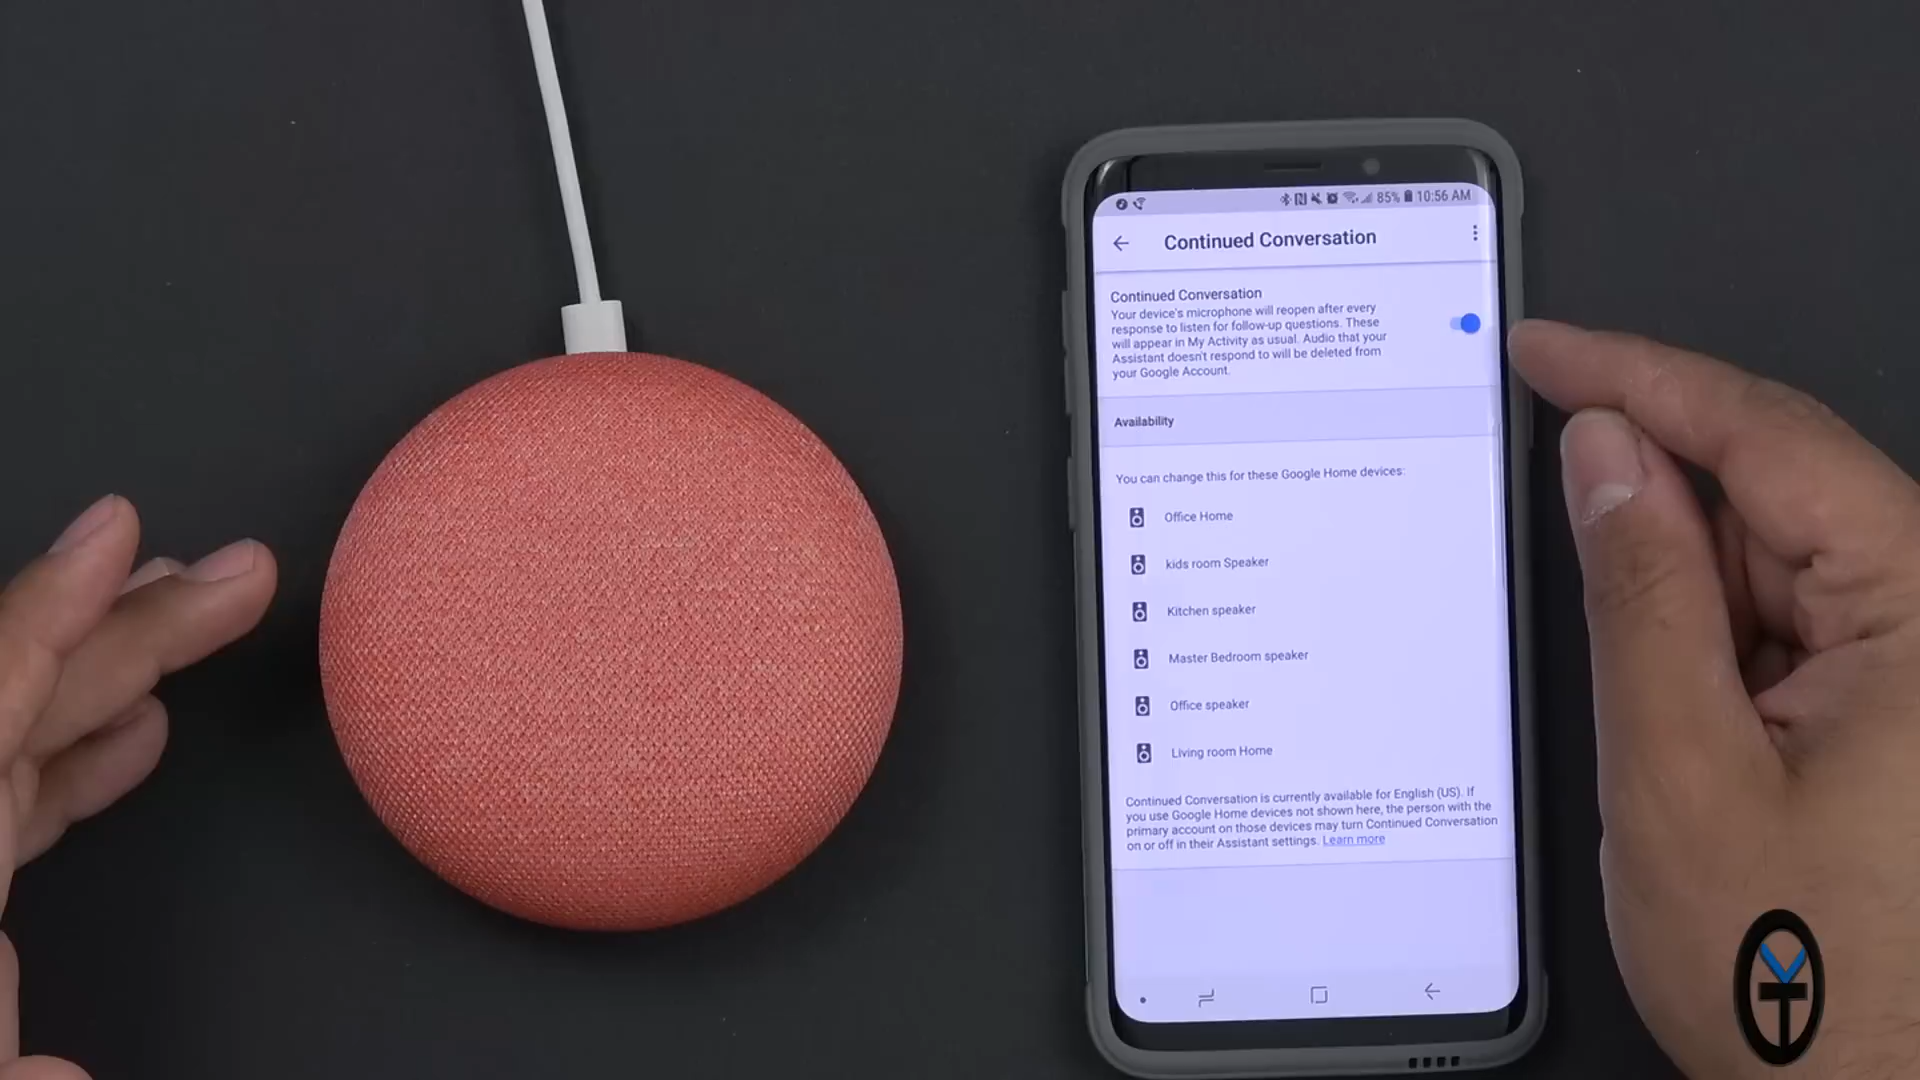 85% 10:56 AM
Continued Conversation
Continued Conversation
Your device's microphone will reopen after every
response to listen for follow-up questions. These
will appear in My Activity as usual. Audio that your
Assistant doesn't respond to will be deleted from
your Google Account.
Availability
You can change this for these Google Home devices:
Office Home
kids room Speaker
Kitchen speaker
Master Bedroom speaker
Office speaker
Living room Home
Continued Conversation is currently available for English (US). If
you use Google Home devices not shown here, the person with the
primary account on those devices may turn Continued Conversation
on or off in their Assistant settings. Learn more